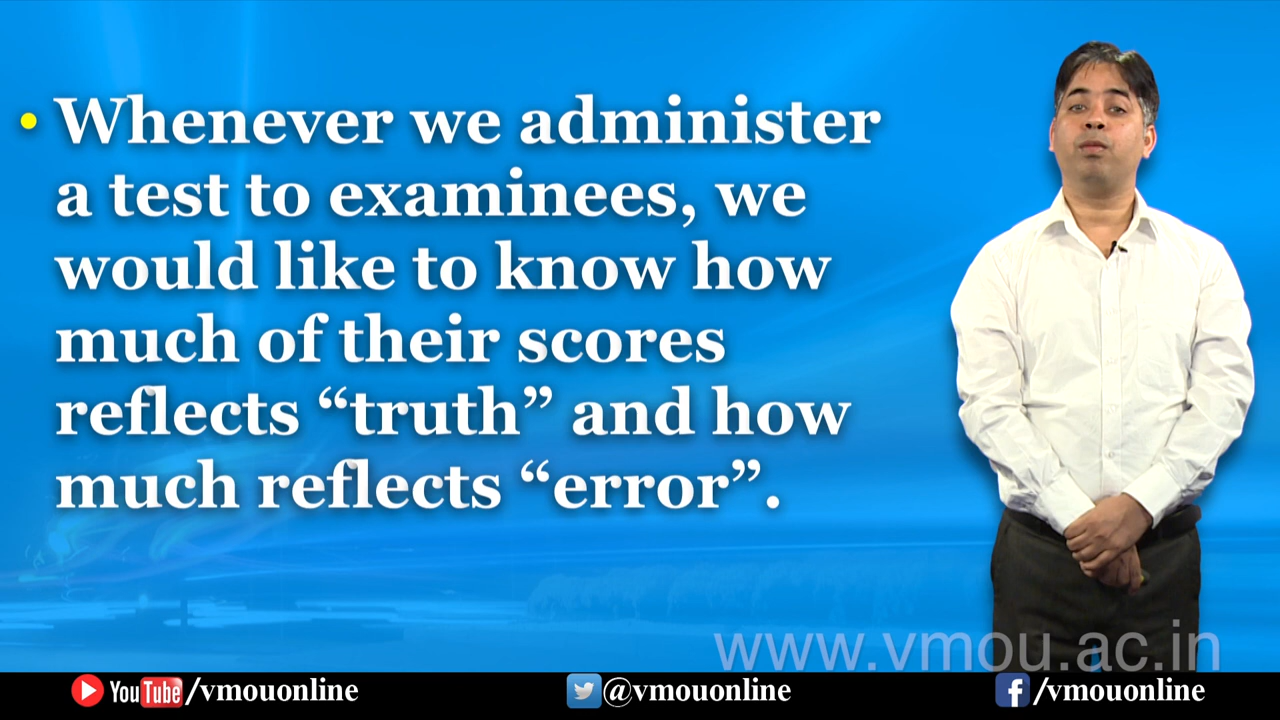 • Whenever we administer
a test to examinees, we
would like to know how
much of their scores
reflects “truth” and how
much reflects “error”.
www.vmou.ac.in
YouTube/vmouonline
@vmouonline
f/vmouonline